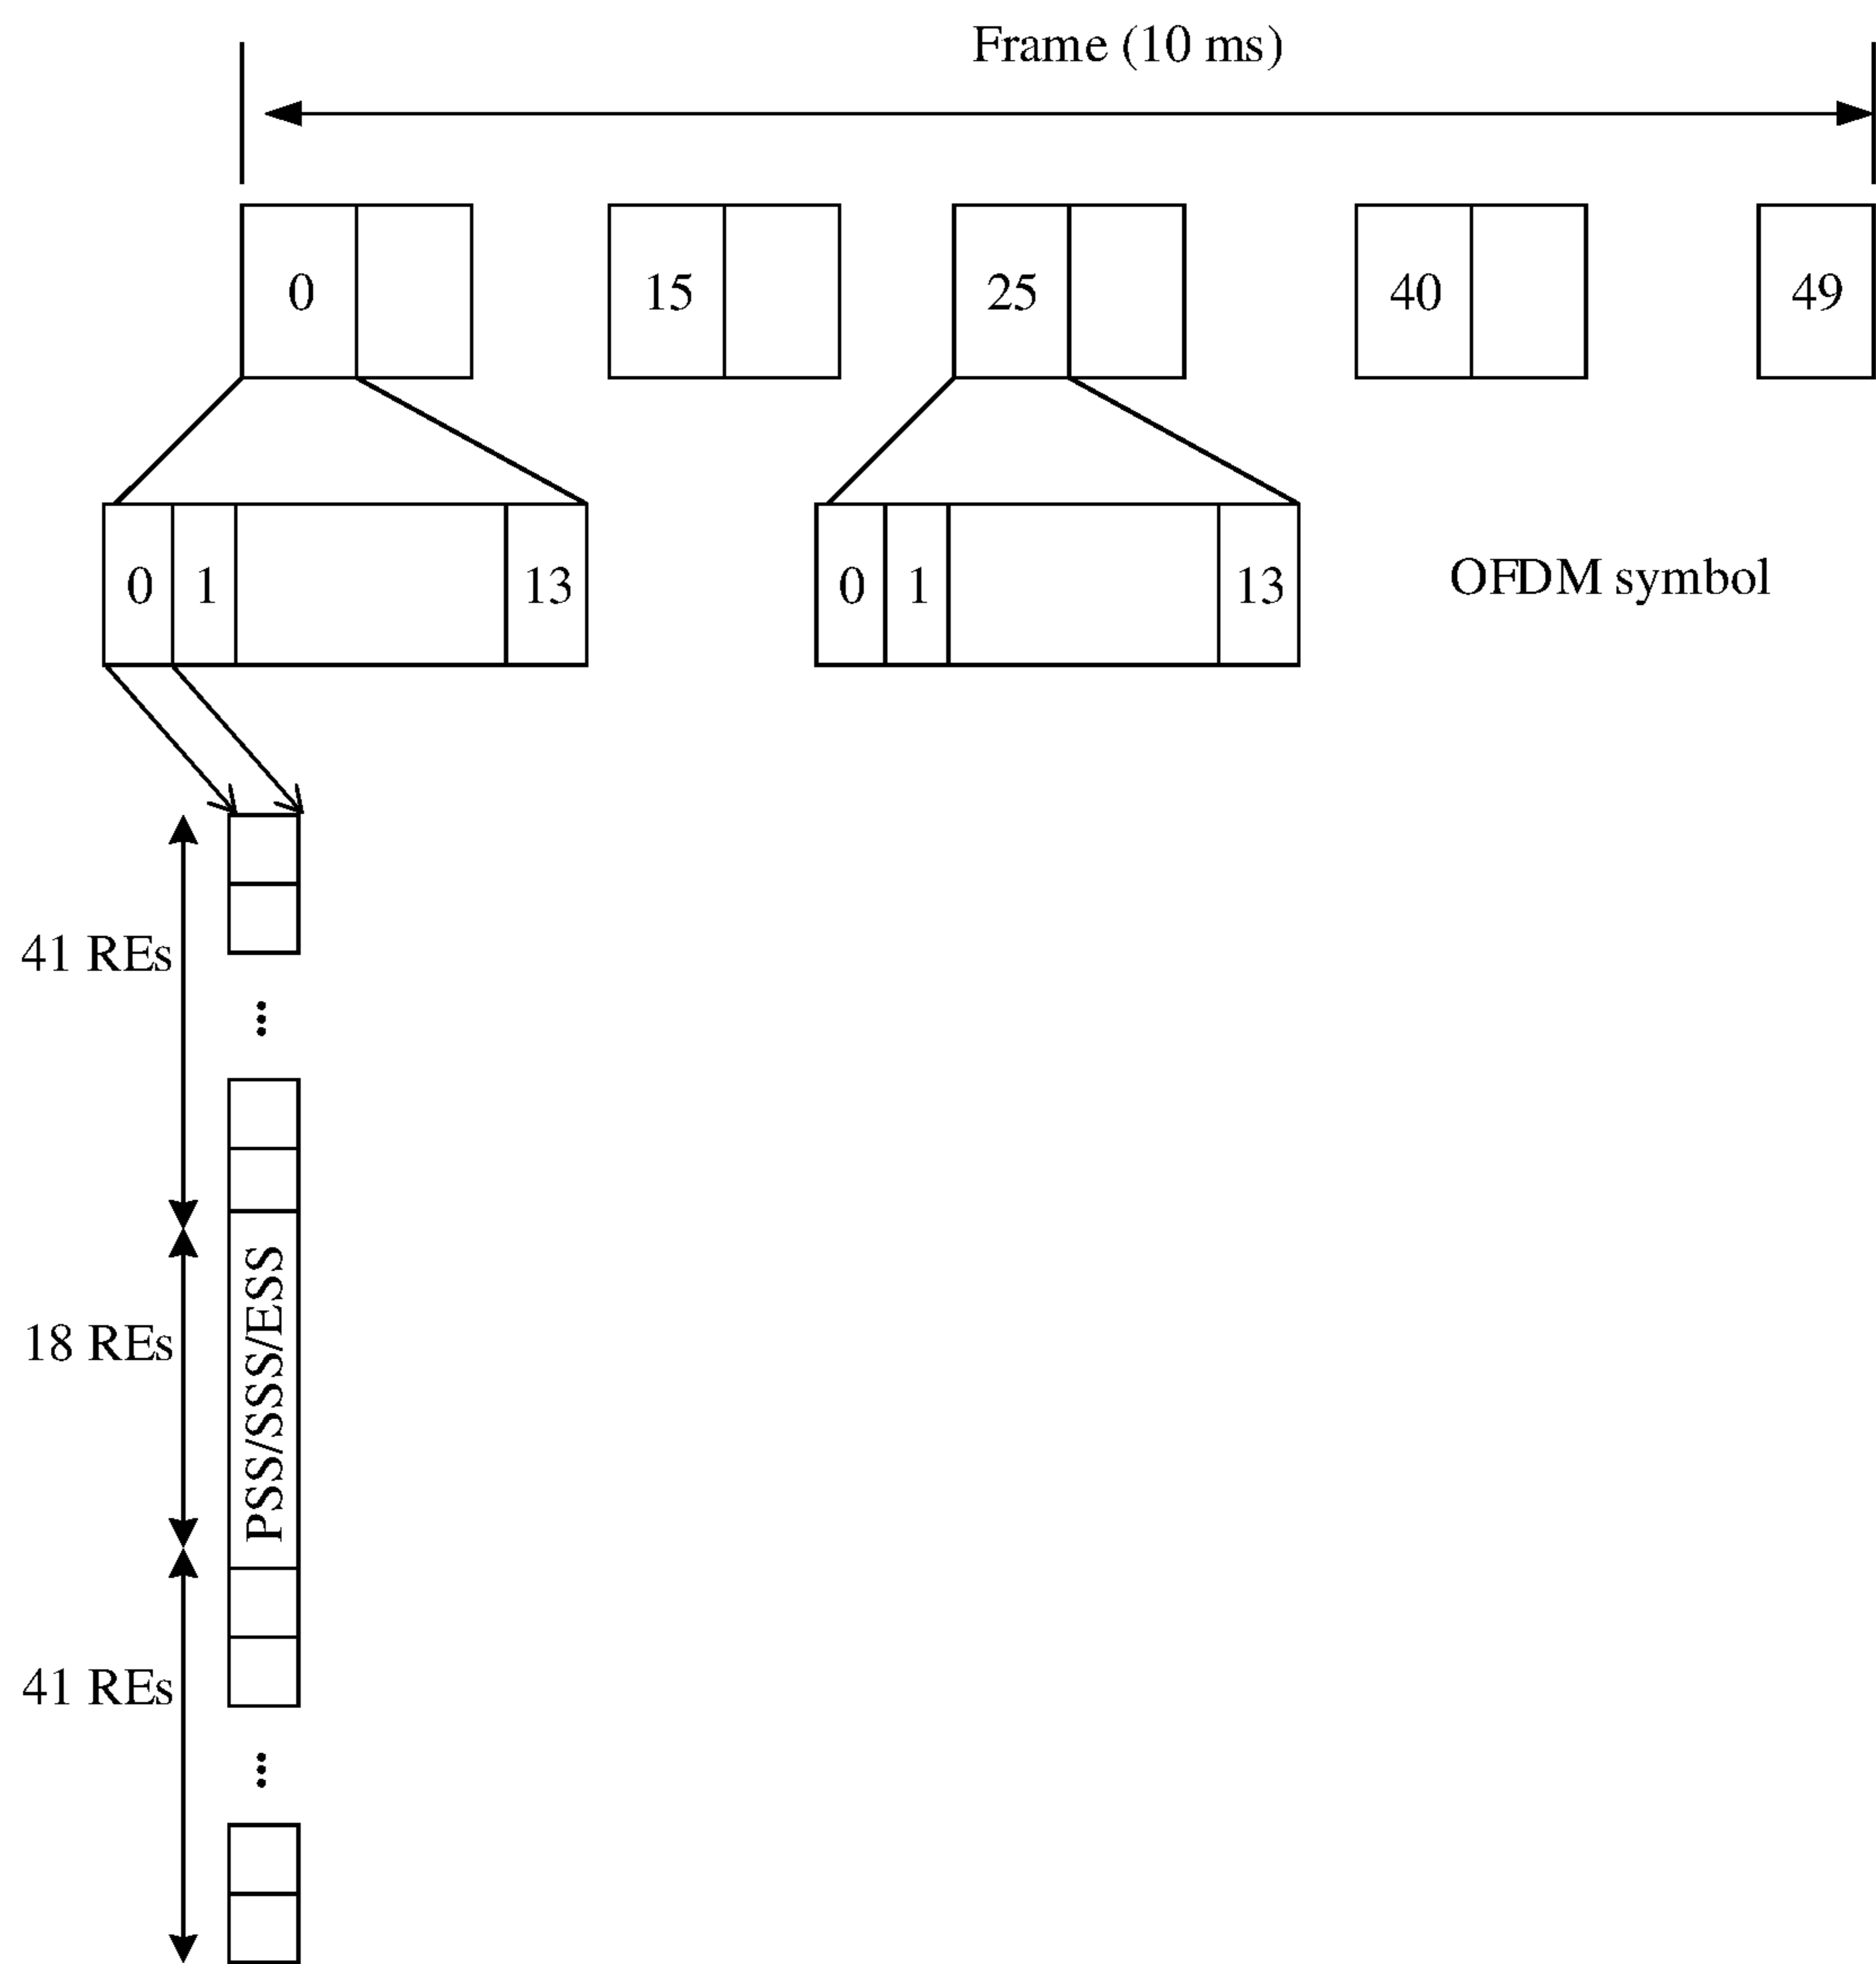 Frame (10 ms)
0 15 25 40 49
0 1 13 0 1 13 OFDM symbol
41 REs
18 REs
PSS/SSS/ESS
41 REs